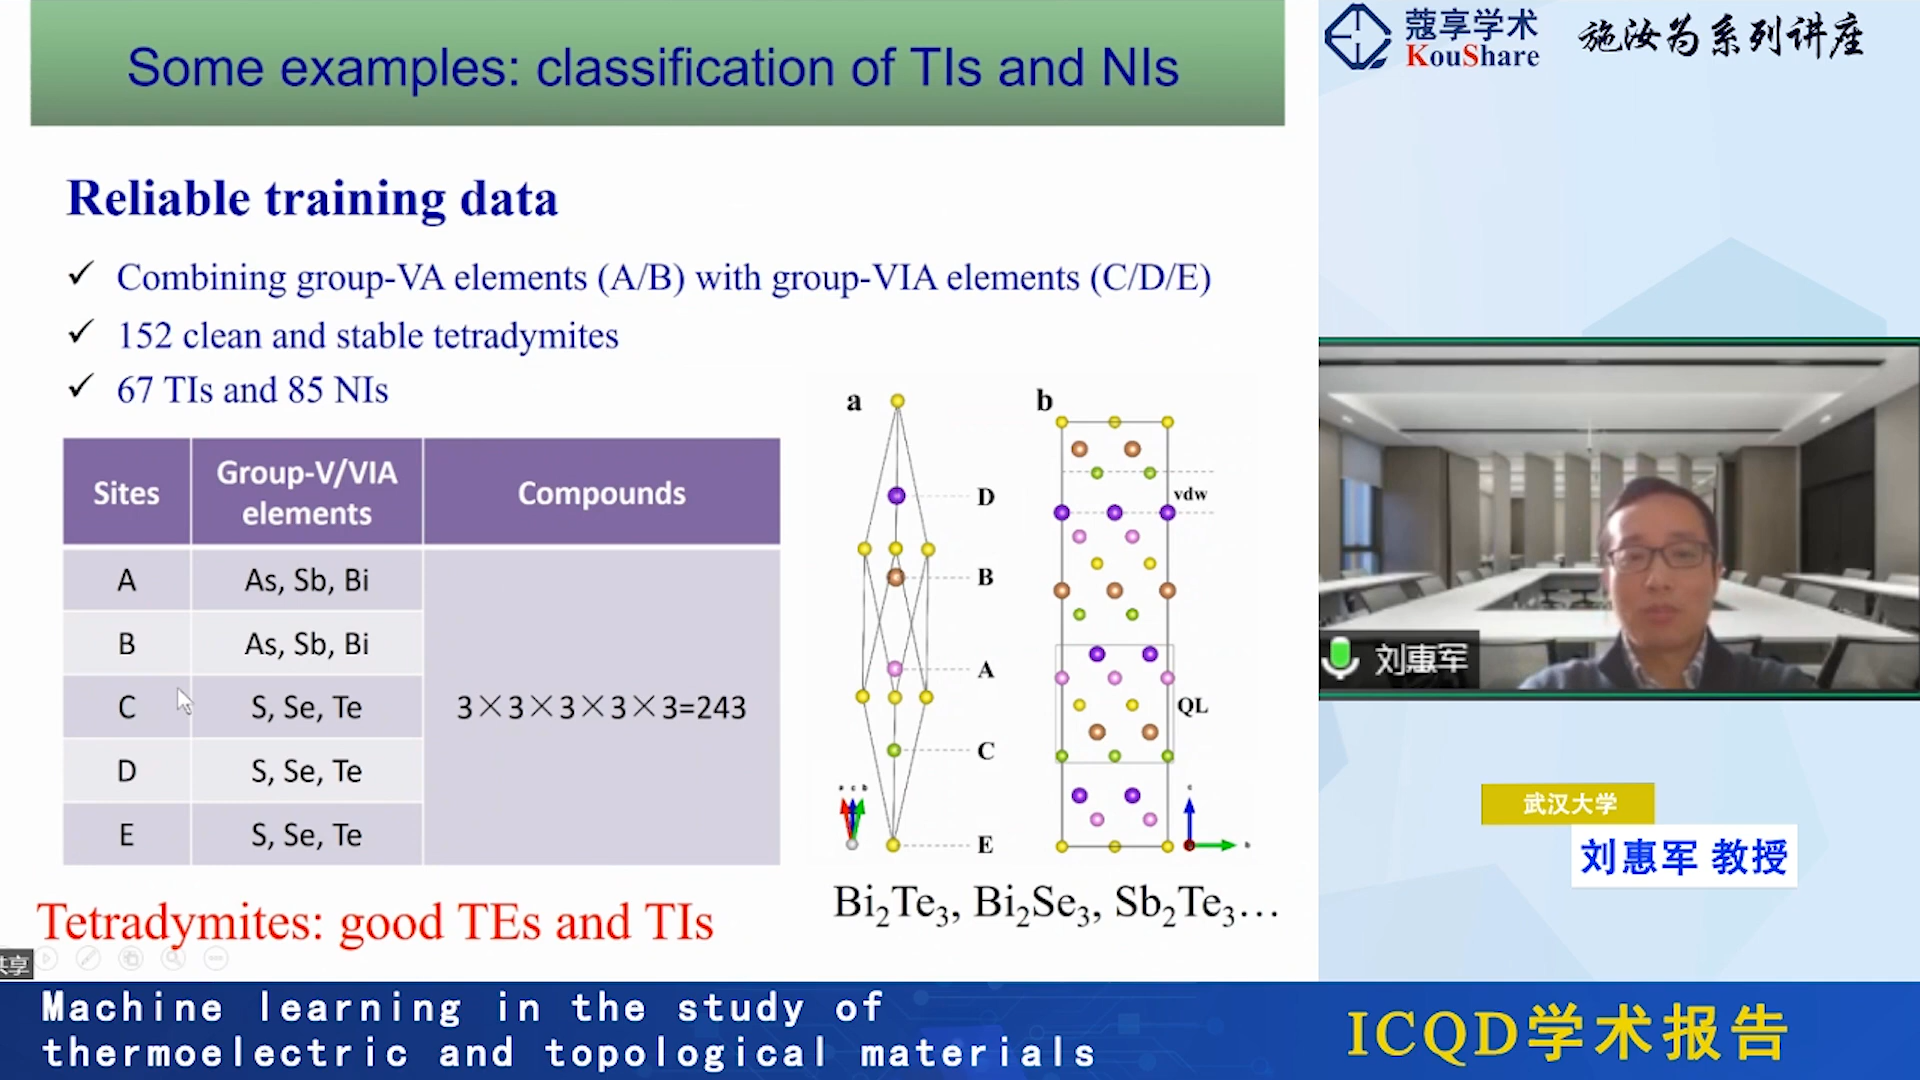 Some examples: classification of TIs and NIs
Reliable training data
✓ Combining group-VA elements (A/B) with group-VIA elements (C/D/E)
✓ 152 clean and stable tetradymites
✓ 67 TIs and 85 NIs
Sites
Group-V/VIA
elements
Compounds
A
As, Sb, Bi
B
As, Sb, Bi
C
S, Se, Te
D
S, Se, Te
E
S, Se, Te
3×3×3×3×3=243
Tetradymites: good TEs and TIs
a
D
B
A
C
E
a c b
b
vdw
QL
c
b
Bi₂Te₃, Bi₂Se₃, Sb₂Te₃…
共享
蔻享学术
KouShare
施汝为系列讲座
刘惠军
武汉大学
刘惠军 教授
Machine learning in the study of
thermoelectric and topological materials
ICQD学术报告